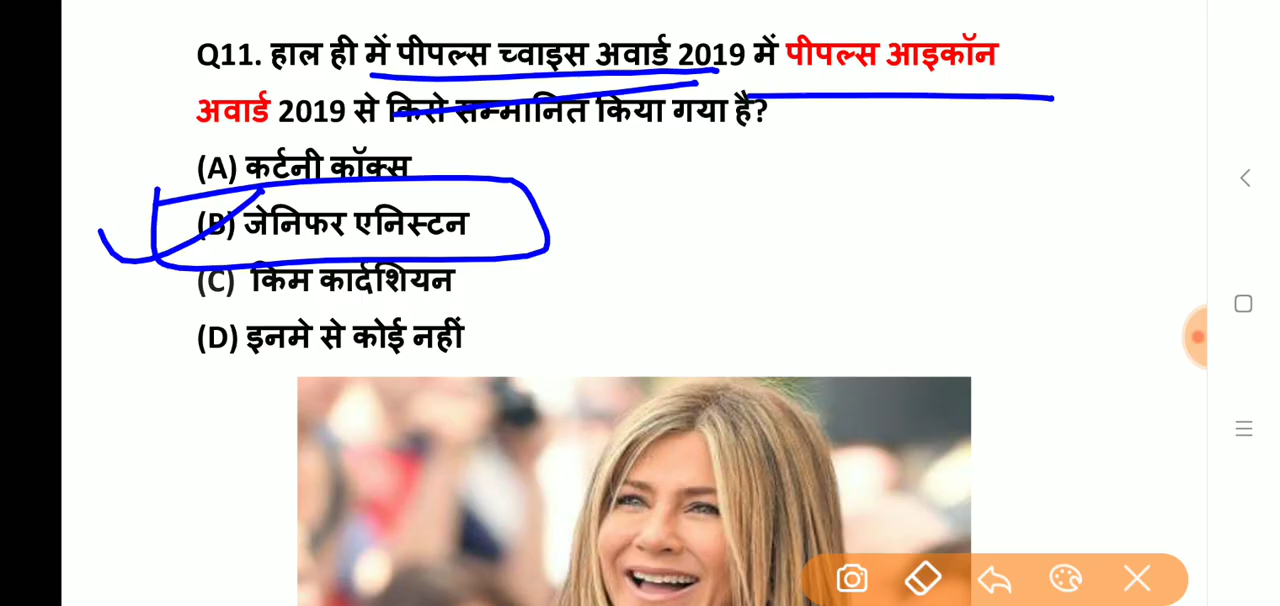 Q11. हाल ही में पीपल्स च्वाइस अवार्ड 2019 में पीपल्स आइकॉन
अवार्ड 2019 से किसे सम्मानित किया गया है?
(A) कर्टनी कॉक्स
(B) जेनिफर एनिस्टन
(C) किम कार्दशियन
(D) इनमे से कोई नहीं